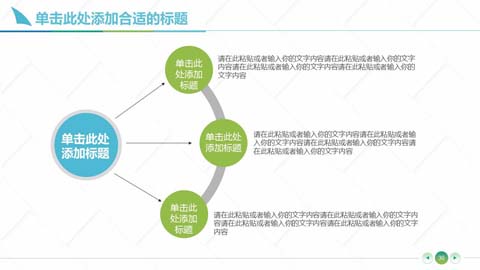 单击此处添加合适的标题
单击此
处添加
标题
请在此粘贴或者输入你的文字内容请在此粘贴或者输入你的文字
内容请在此粘贴或者输入你的文字内容请在此粘贴或者输入你的
文字内容
单击此处
添加标题
单击此处
添加标题
请在此粘贴或者输入你的文字内容请在此粘贴或者输
入你的文字内容请在此粘贴或者输入你的文字内容请
在此粘贴或者输入你的文字内容
单击此
处添加
标题
请在此粘贴或者输入你的文字内容请在此粘贴或者输入你的文字内
容请在此粘贴或者输入你的文字内容请在此粘贴或者输入你的文字
内容
30